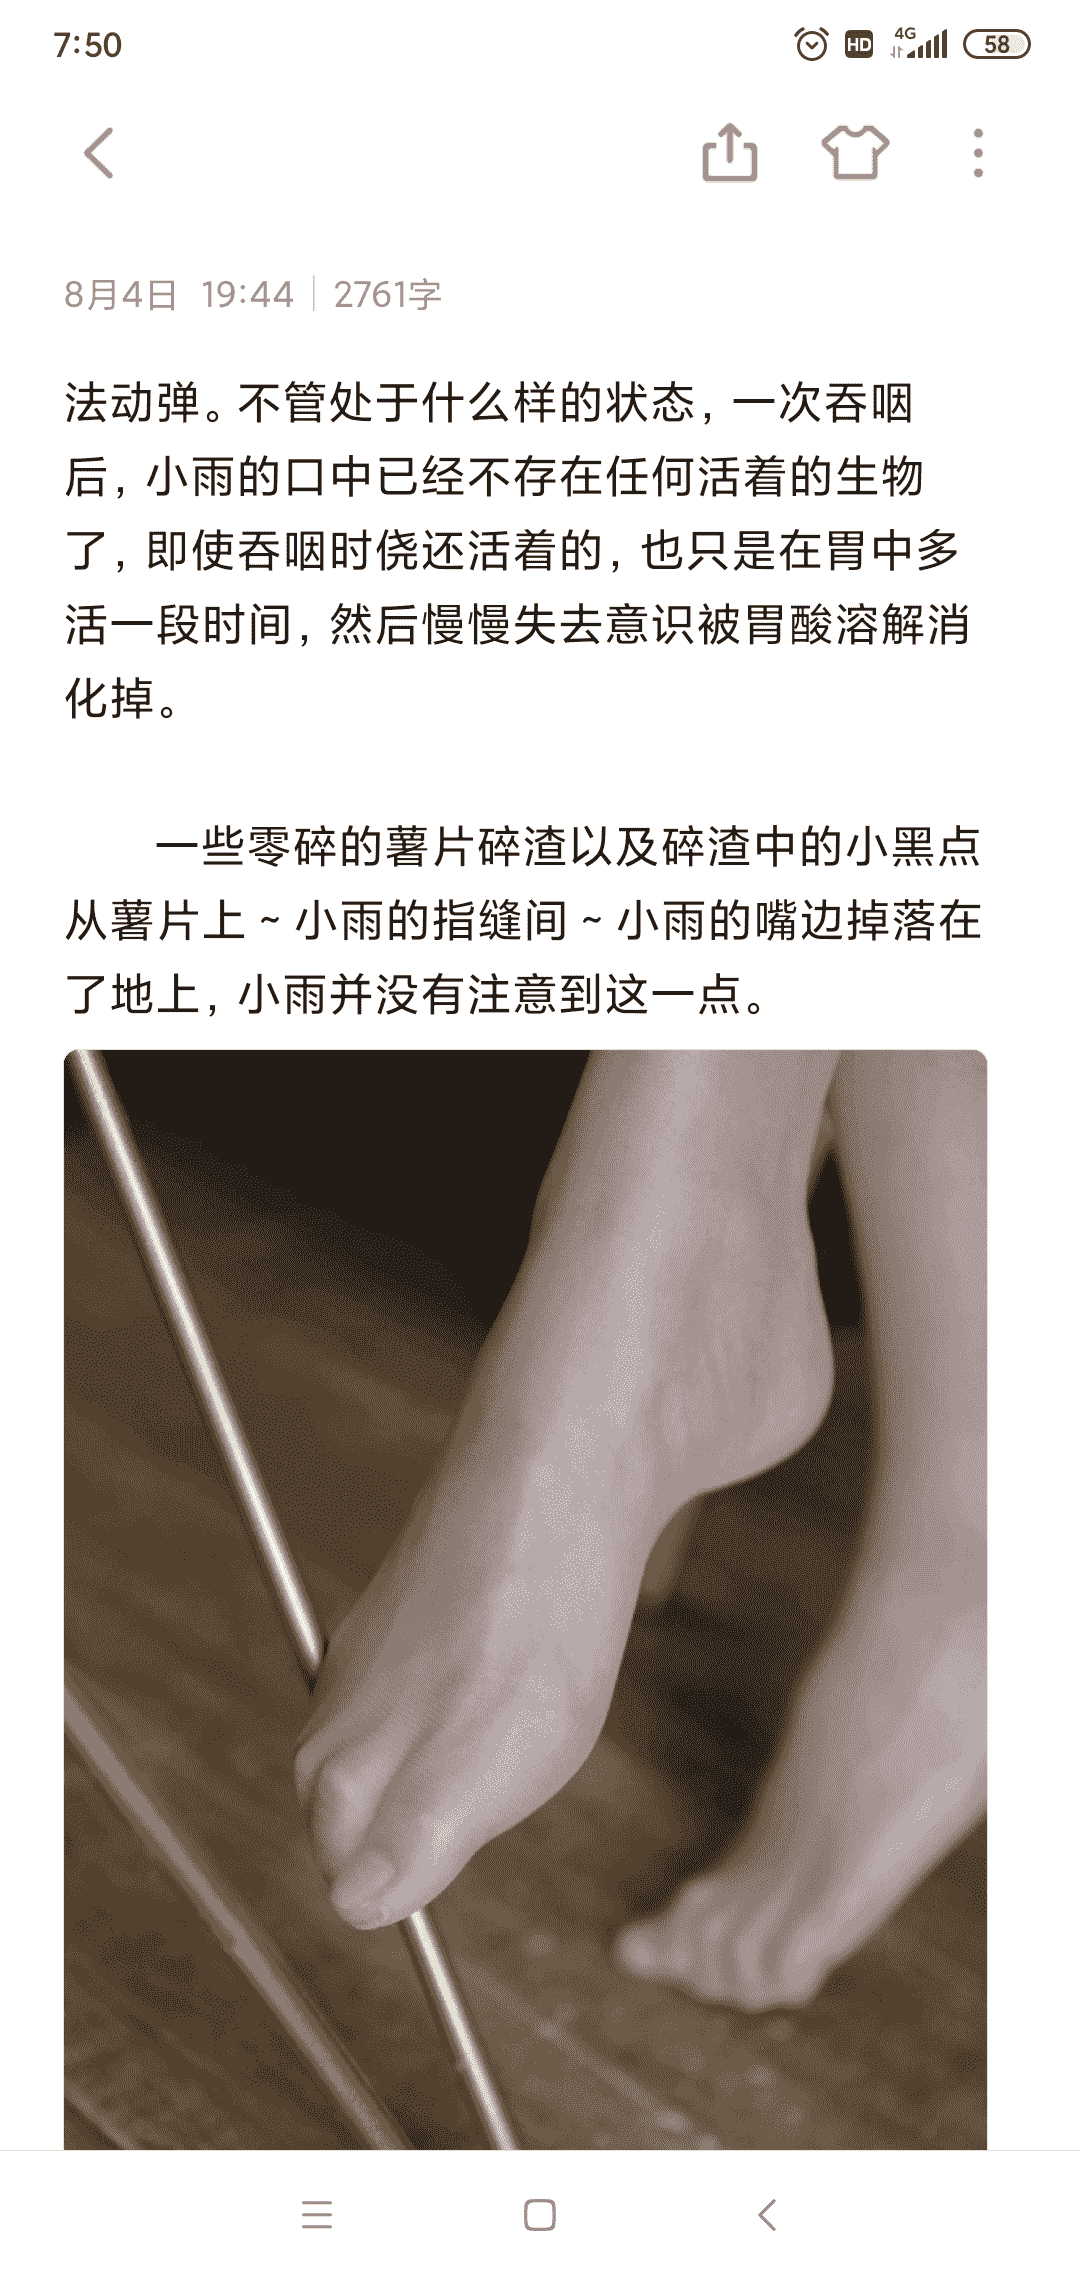 7:50
HD 4G 58
8月4日 19:44 | 2761字
法动弹。不管处于什么样的状态，一次吞咽
后，小雨的口中已经不存在任何活着的生物
了，即使吞咽时侥还活着的，也只是在胃中多
活一段时间，然后慢慢失去意识被胃酸溶解消
化掉。
一些零碎的薯片碎渣以及碎渣中的小黑点
从薯片上~小雨的指缝间~小雨的嘴边掉落在
了地上，小雨并没有注意到这一点。